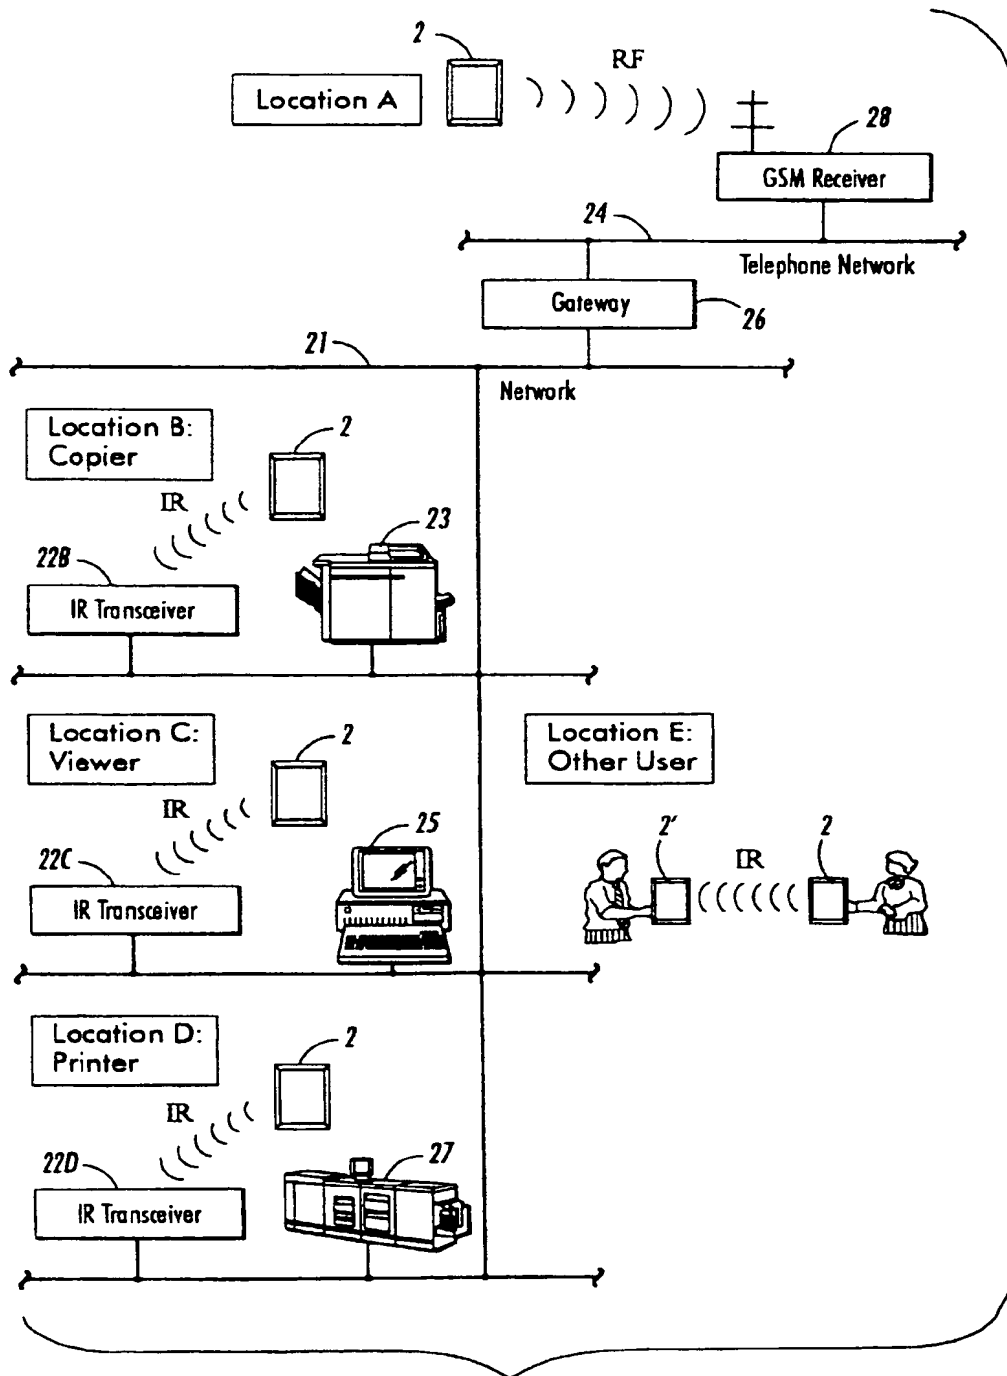 2
RF
Location A
28
GSM Receiver
24
Telephone Network
Gateway
26
21
Network
Location B:
Copier
2
IR
23
22B
IR Transceiver
Location C:
Viewer
2
IR
25
22C
IR Transceiver
Location E:
Other User
2'
IR
2
Location D:
Printer
2
IR
27
22D
IR Transceiver